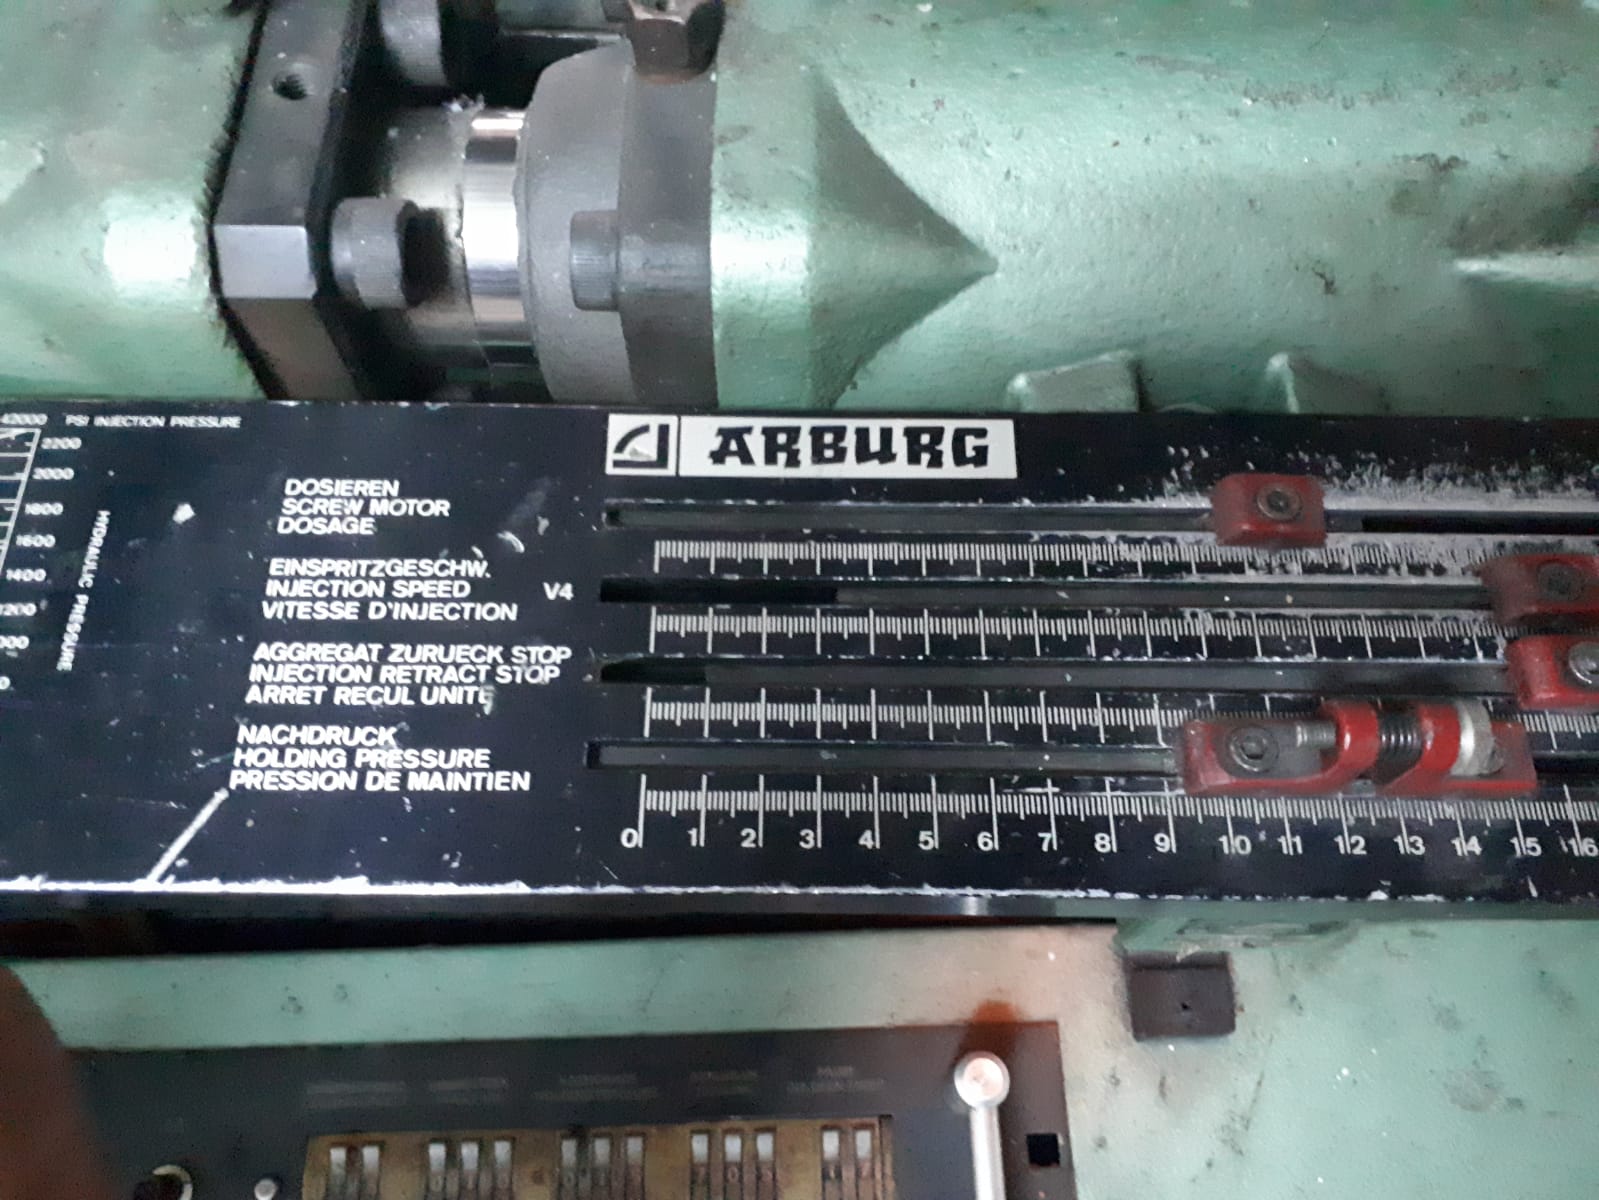 42000 PSI INJECTION PRESSURE
2200
2000
1800
1600
1400
1200
HYDRAULIC PRESSURE
ARBURG
DOSIEREN
SCREW MOTOR
DOSAGE
EINSPRITZGESCHW.
INJECTION SPEED V4
VITESSE D'INJECTION
AGGREGAT ZURUECK STOP
INJECTION RETRACT STOP
ARRET RECUL UNITE
NACHDRUCK
HOLDING PRESSURE
PRESSION DE MAINTIEN
0 1 2 3 4 5 6 7 8 9 10 11 12 13 14 15 16